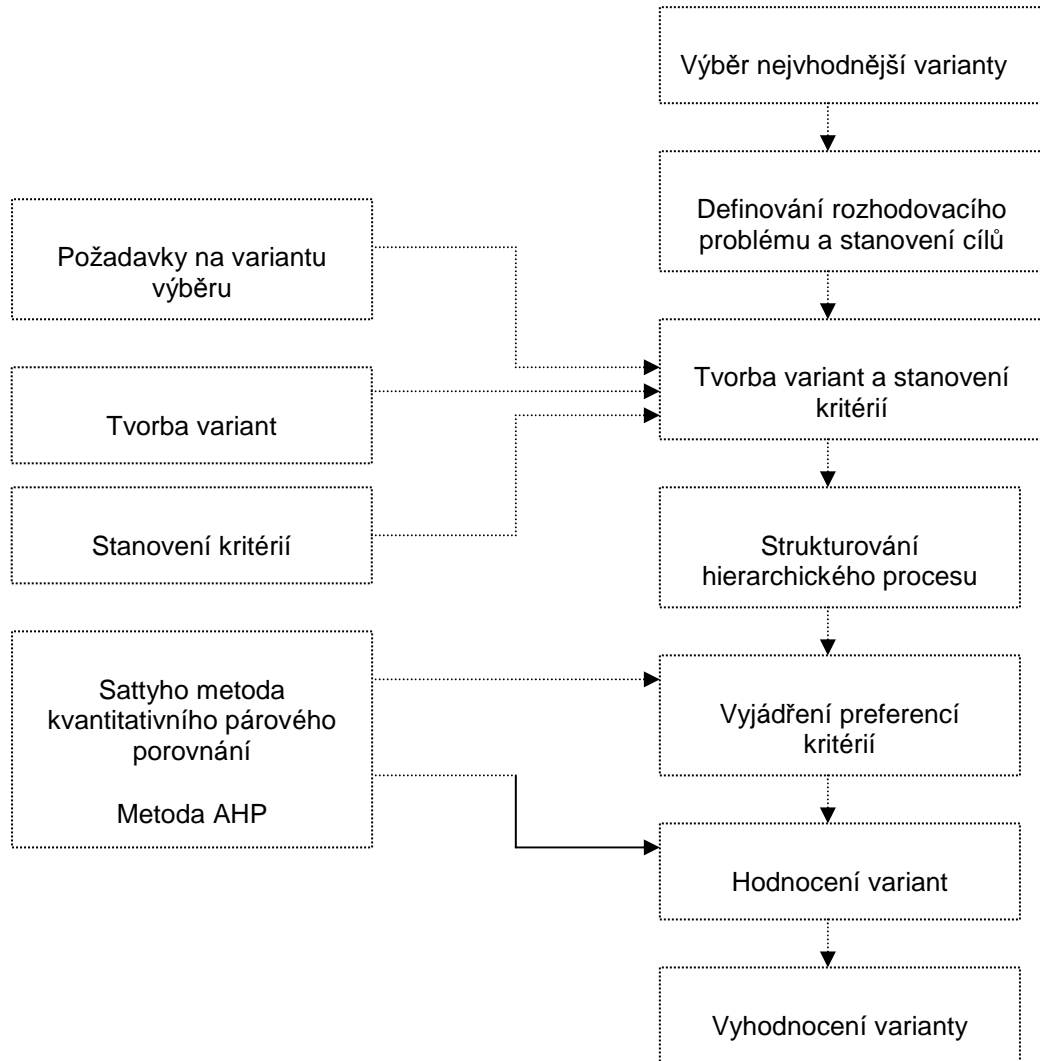 Výběr nejvhodnější varianty
Definování rozhodovacího
problému a stanovení cílů
Požadavky na variantu
výběru
Tvorba variant a stanovení
kritérií
Tvorba variant
Stanovení kritérií
Strukturování
hierarchického procesu
Sattyho metoda
kvantitativního párového
porovnání
Metoda AHP
Vyjádření preferencí
kritérií
Hodnocení variant
Vyhodnocení varianty